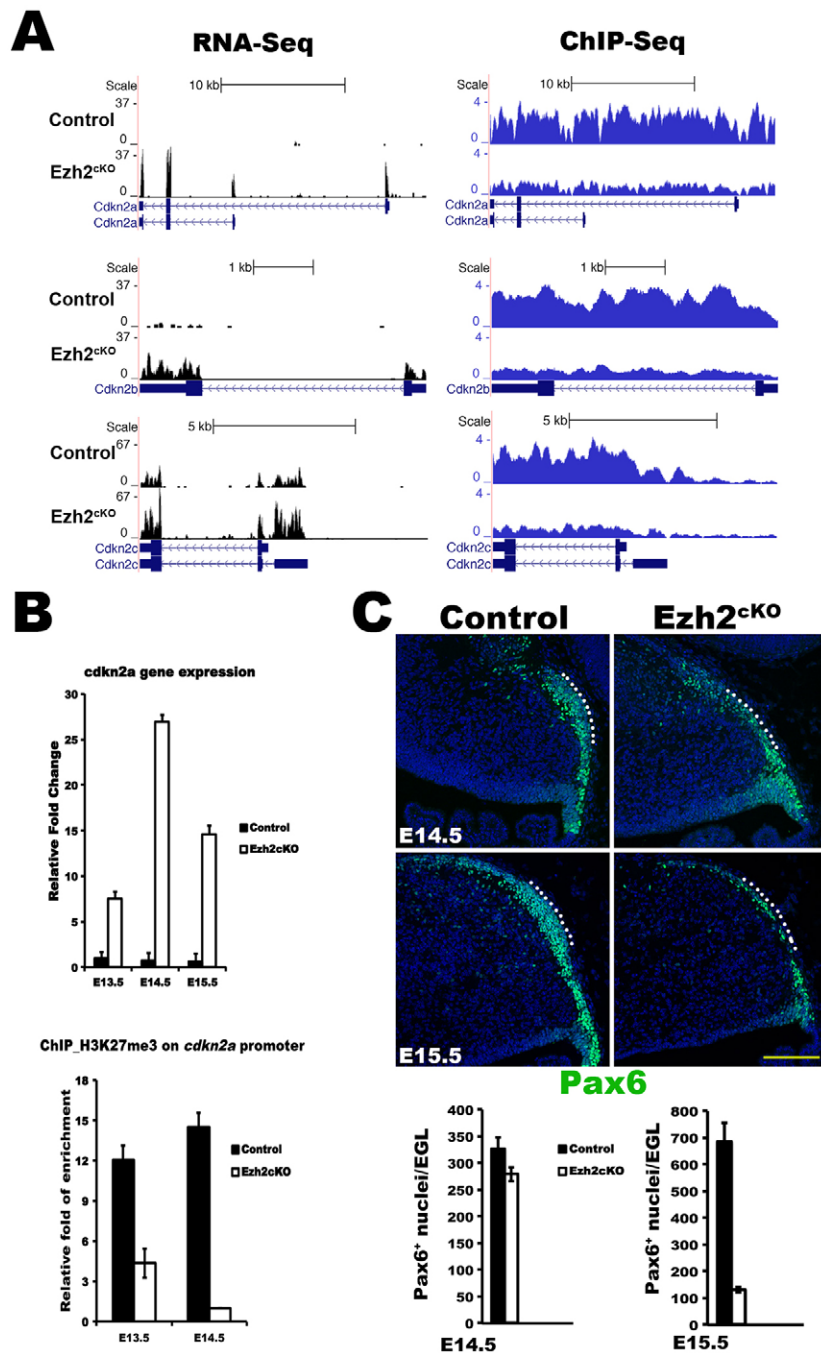 A
RNA-Seq
ChIP-Seq
Scale 10 kb
Control 37 0
Ezh2cKO 37 0
Cdkn2a
Cdkn2a
Scale 10 kb
4 0
4 0
Cdkn2a
Cdkn2a
Scale 1 kb
Control 37 0
Ezh2cKO 37 0
Cdkn2b
Scale 1 kb
4 0
4 0
Cdkn2b
Scale 5 kb
Control 67 0
Ezh2cKO 67 0
Cdkn2c
Cdkn2c
Scale 5 kb
4 0
4 0
Cdkn2c
Cdkn2c
B
cdkn2a gene expression
Relative Fold Change
30
25
20
15
10
5
0
E13.5 E14.5 E15.5
Control
Ezh2cKO
ChIP_H3K27me3 on cdkn2a promoter
Relative fold of enrichment
15
12
9
6
3
0
E13.5 E14.5
Control
Ezh2cKO
C
Control Ezh2cKO
E14.5
E15.5
Pax6
Pax6+ nuclei/EGL
400
350
300
250
200
150
100
50
0
E14.5
Control
Ezh2cKO
Pax6+ nuclei/EGL
800
700
600
500
400
300
200
100
0
E15.5